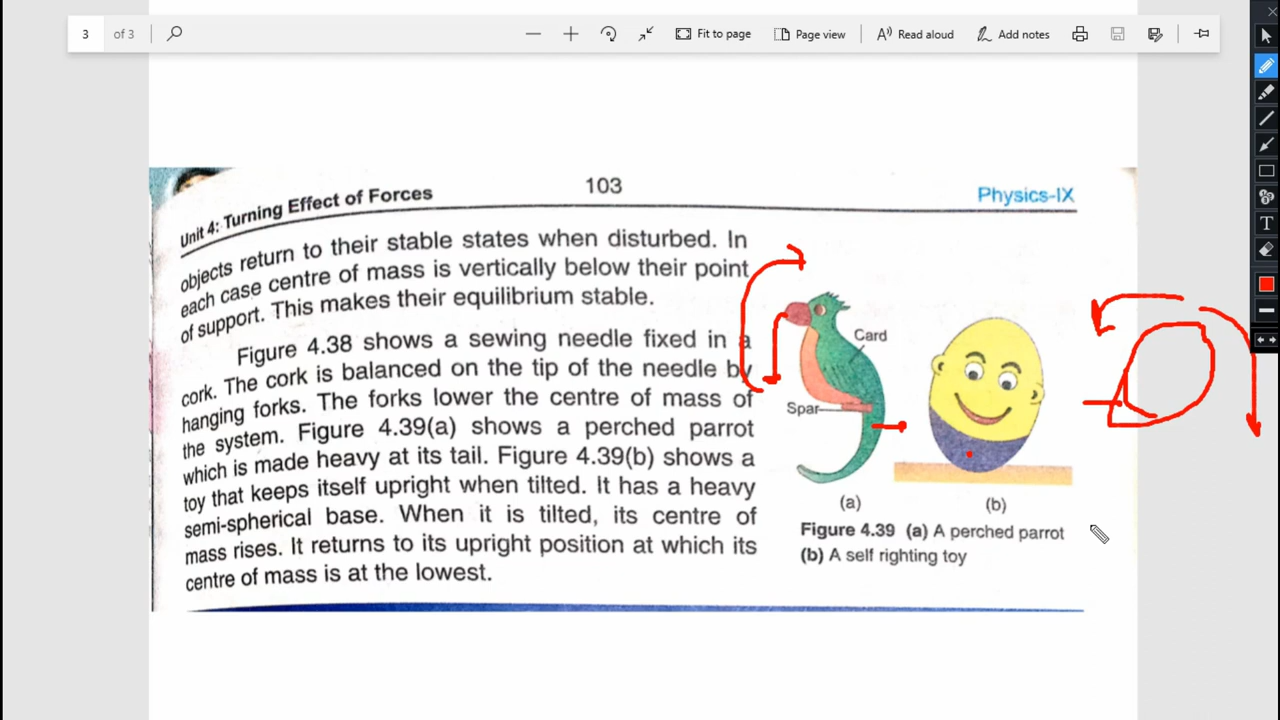 3 of 3
Fit to page
Page view
Read aloud
Add notes
Unit 4: Turning Effect of Forces
103
Physics-IX
objects return to their stable states when disturbed. In
each case centre of mass is vertically below their point
of support. This makes their equilibrium stable.
Figure 4.38 shows a sewing needle fixed in a
cork. The cork is balanced on the tip of the needle by
hanging forks. The forks lower the centre of mass of
the system. Figure 4.39(a) shows a perched parrot
which is made heavy at its tail. Figure 4.39(b) shows a
toy that keeps itself upright when tilted. It has a heavy
semi-spherical base. When it is tilted, its centre of
mass rises. It returns to its upright position at which its
centre of mass is at the lowest.
Card
Spar
(a)
(b)
Figure 4.39 (a) A perched parrot
(b) A self righting toy